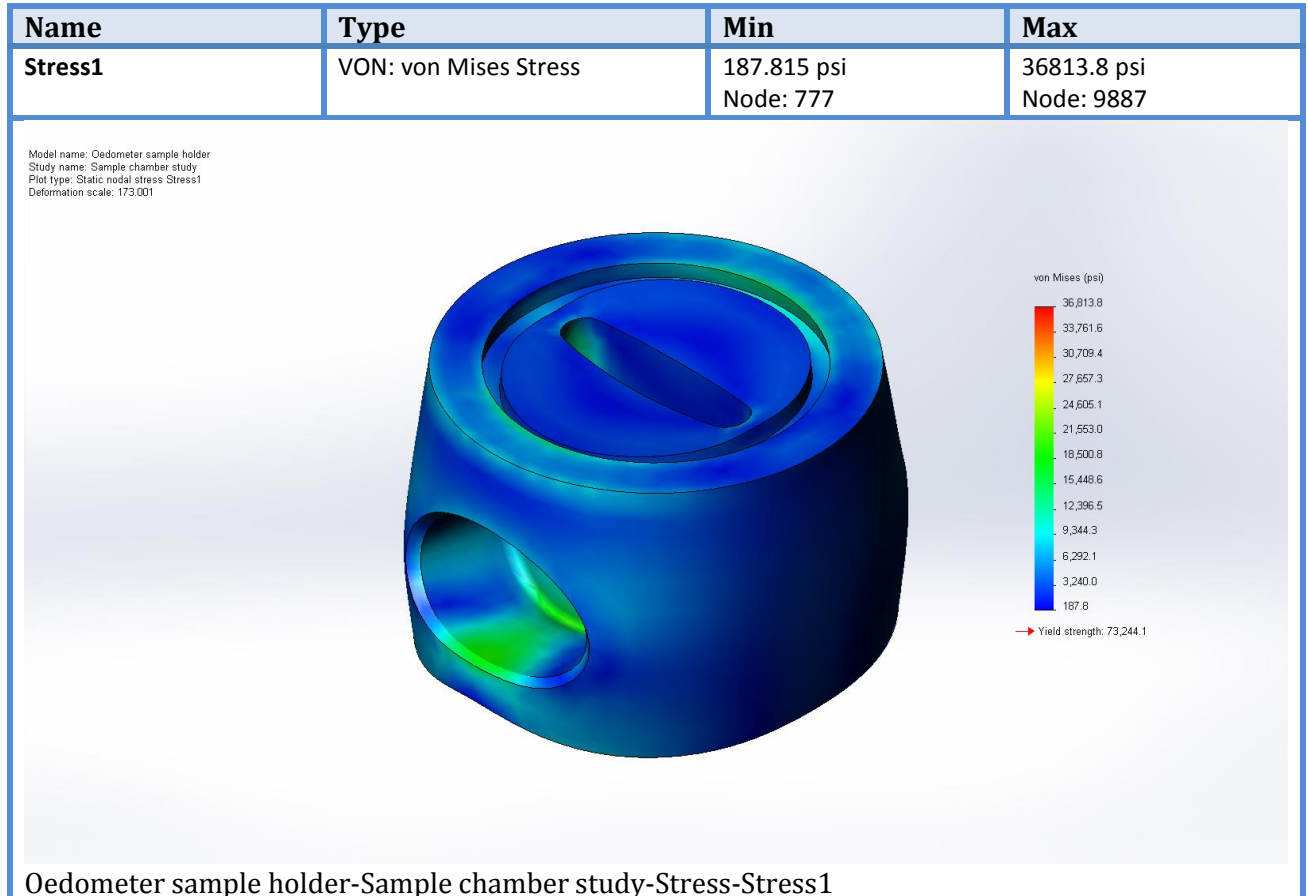 Name Type Min Max
Stress1 VON: von Mises Stress 187.815 psi 36813.8 psi
Node: 777 Node: 9887
Model name: Oedometer sample holder
Study name: Sample chamber study
Plot type: Static nodal stress Stress1
Deformation scale: 173.001
von Mises (psi)
36,813.8
33,761.6
30,709.4
27,657.3
24,605.1
21,553.0
18,500.8
15,448.6
12,396.5
9,344.3
6,292.1
3,240.0
187.8
Yield strength: 73,244.1
Oedometer sample holder-Sample chamber study-Stress-Stress1